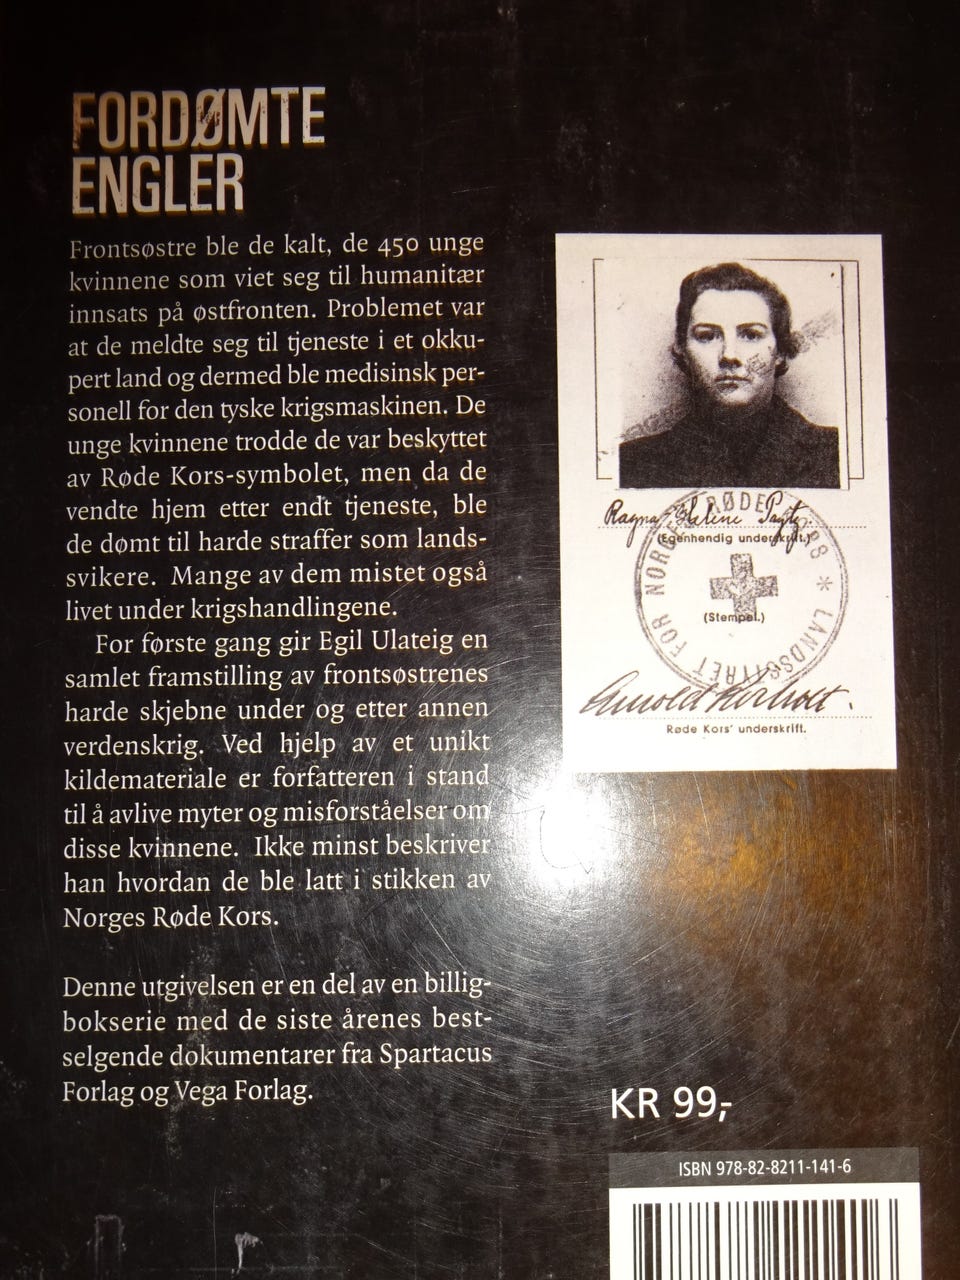 FORDØMTE
ENGLER
Frontsøstre ble de kalt, de 450 unge
kvinnene som viet seg til humanitær
innsats på østfronten. Problemet var
at de meldte seg til tjeneste i et okku-
pert land og dermed ble medisinsk per-
sonell for den tyske krigsmaskinen. De
unge kvinnene trodde de var beskyttet
av Røde Kors-symbolet, men da de
vendte hjem etter endt tjeneste, ble
de dømt til harde straffer som lands-
svikere. Mange av dem mistet også
livet under krigshandlingene.
For første gang gir Egil Ulateig en
samlet framstilling av frontsøstrenes
harde skjebne under og etter annen
verdenskrig. Ved hjelp av et unikt
kildemateriale er forfatteren i stand
til å avlive myter og misforståelser om
disse kvinnene. Ikke minst beskriver
han hvordan de ble latt i stikken av
Norges Røde Kors.
Denne utgivelsen er en del av en billig-
bokserie med de siste årenes best-
selgende dokumentarer fra Spartacus
Forlag og Vega Forlag.
Ragna Helene
(Egenhendig underskrift.)
LANDSSTYRET FOR NORGES RØDE KORS *
(Stempel.)
Arnold
Røde Kors' underskrift.
KR 99,-
ISBN 978-82-8211-141-6